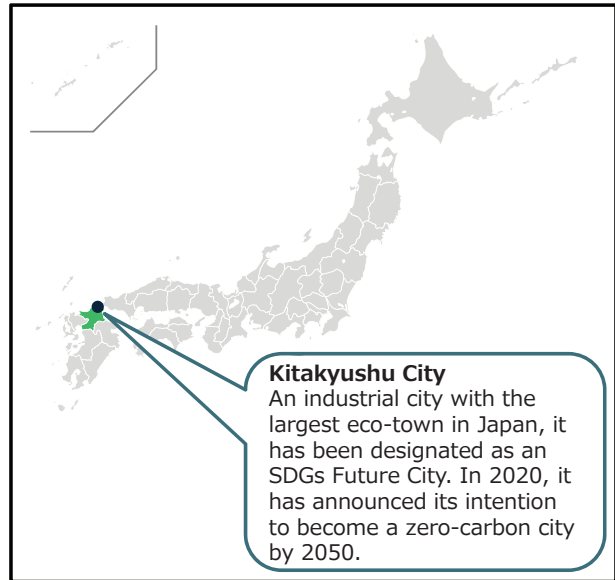 Kitakyushu City
An industrial city with the
largest eco-town in Japan, it
has been designated as an
SDGs Future City. In 2020, it
has announced its intention
to become a zero-carbon city
by 2050.